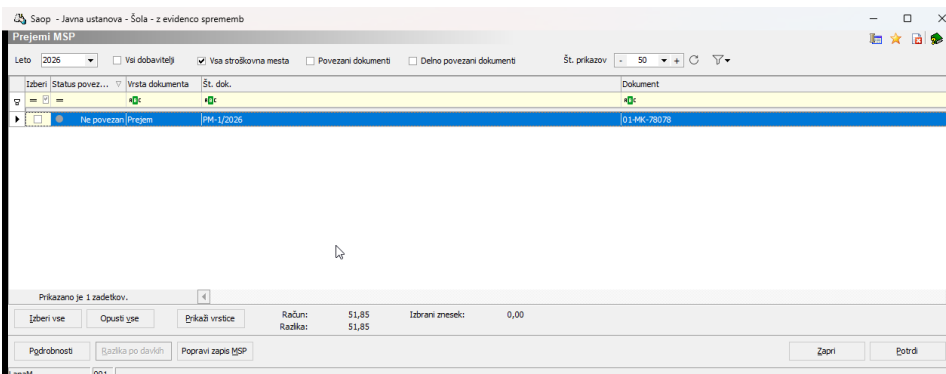 Saop - Javna ustanova - Šola - z evidenco sprememb
Prejemi MSP
Leto 2026 Vsi dobavitelji Vsa stroškovna mesta Povezani dokumenti Delno povezani dokumenti Št. prikazov - 50 +
Izberi Status povez... Vrsta dokumenta Št. dok. Dokument
= =
Ne povezan Prejem PM-1/2026 01-MK-78078
Prikazano je 1 zadetkov.
Izberi vse Opusti vse Prikaži vrstice Račun: 51,85 Izbrani znesek: 0,00
Razlika: 51,85
Podrobnosti Razlika po davkih Popravi zapis MSP Zapri Potrdi
001